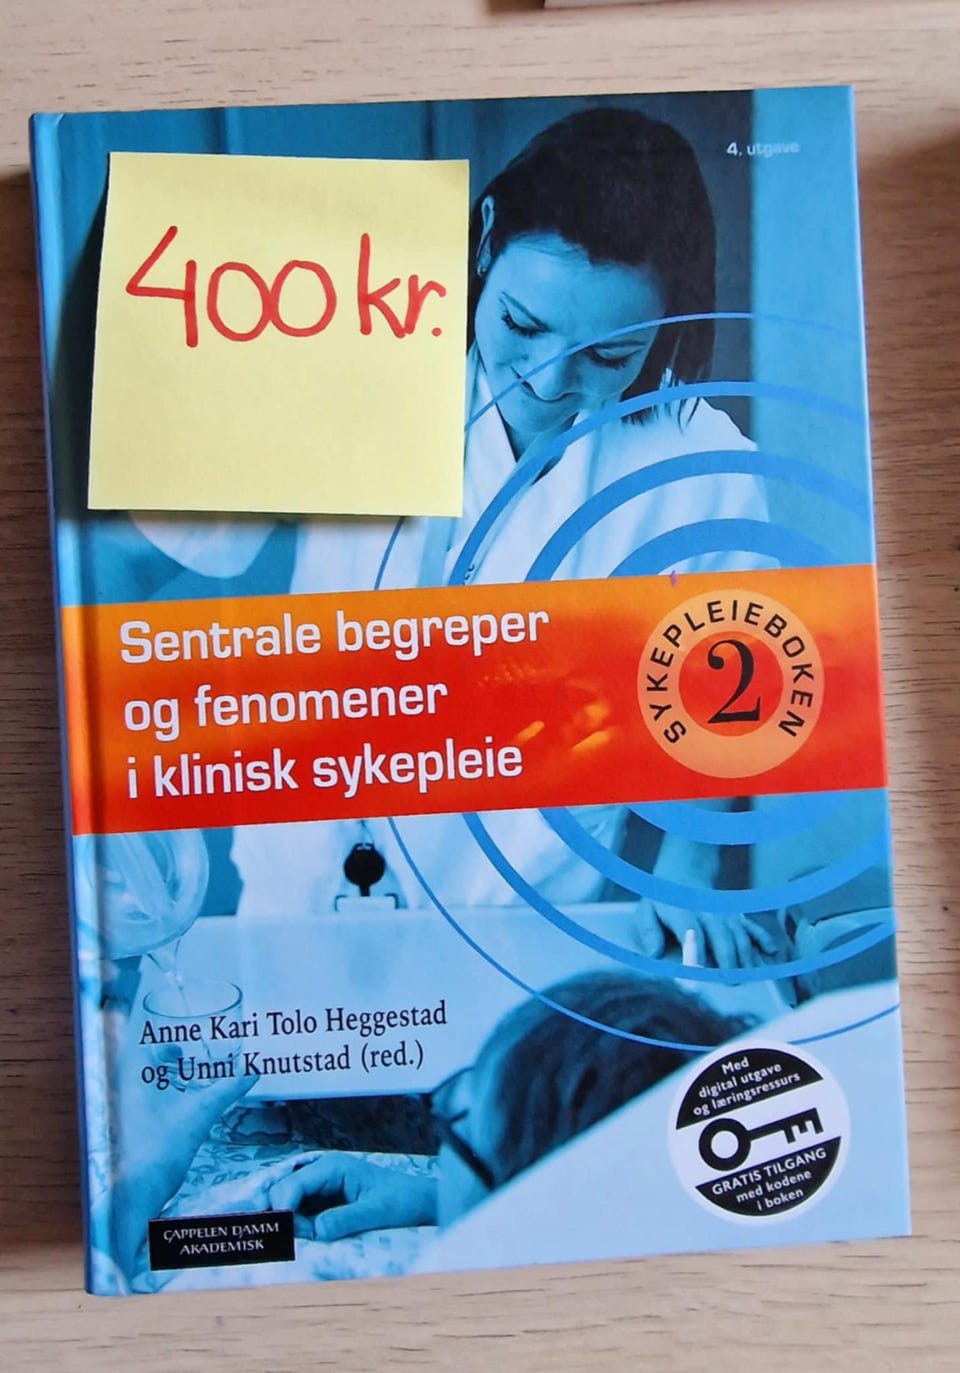 4. utgave
400 kr.
Sentrale begreper
og fenomener
i klinisk sykepleie
SYKEPLEIEBOKEN
2
Anne Kari Tolo Heggestad
og Unni Knutstad (red.)
Med
digital utgave
og læringsressurs
GRATIS TILGANG
med kodene
i boken
CAPPELEN DAMM
AKADEMISK